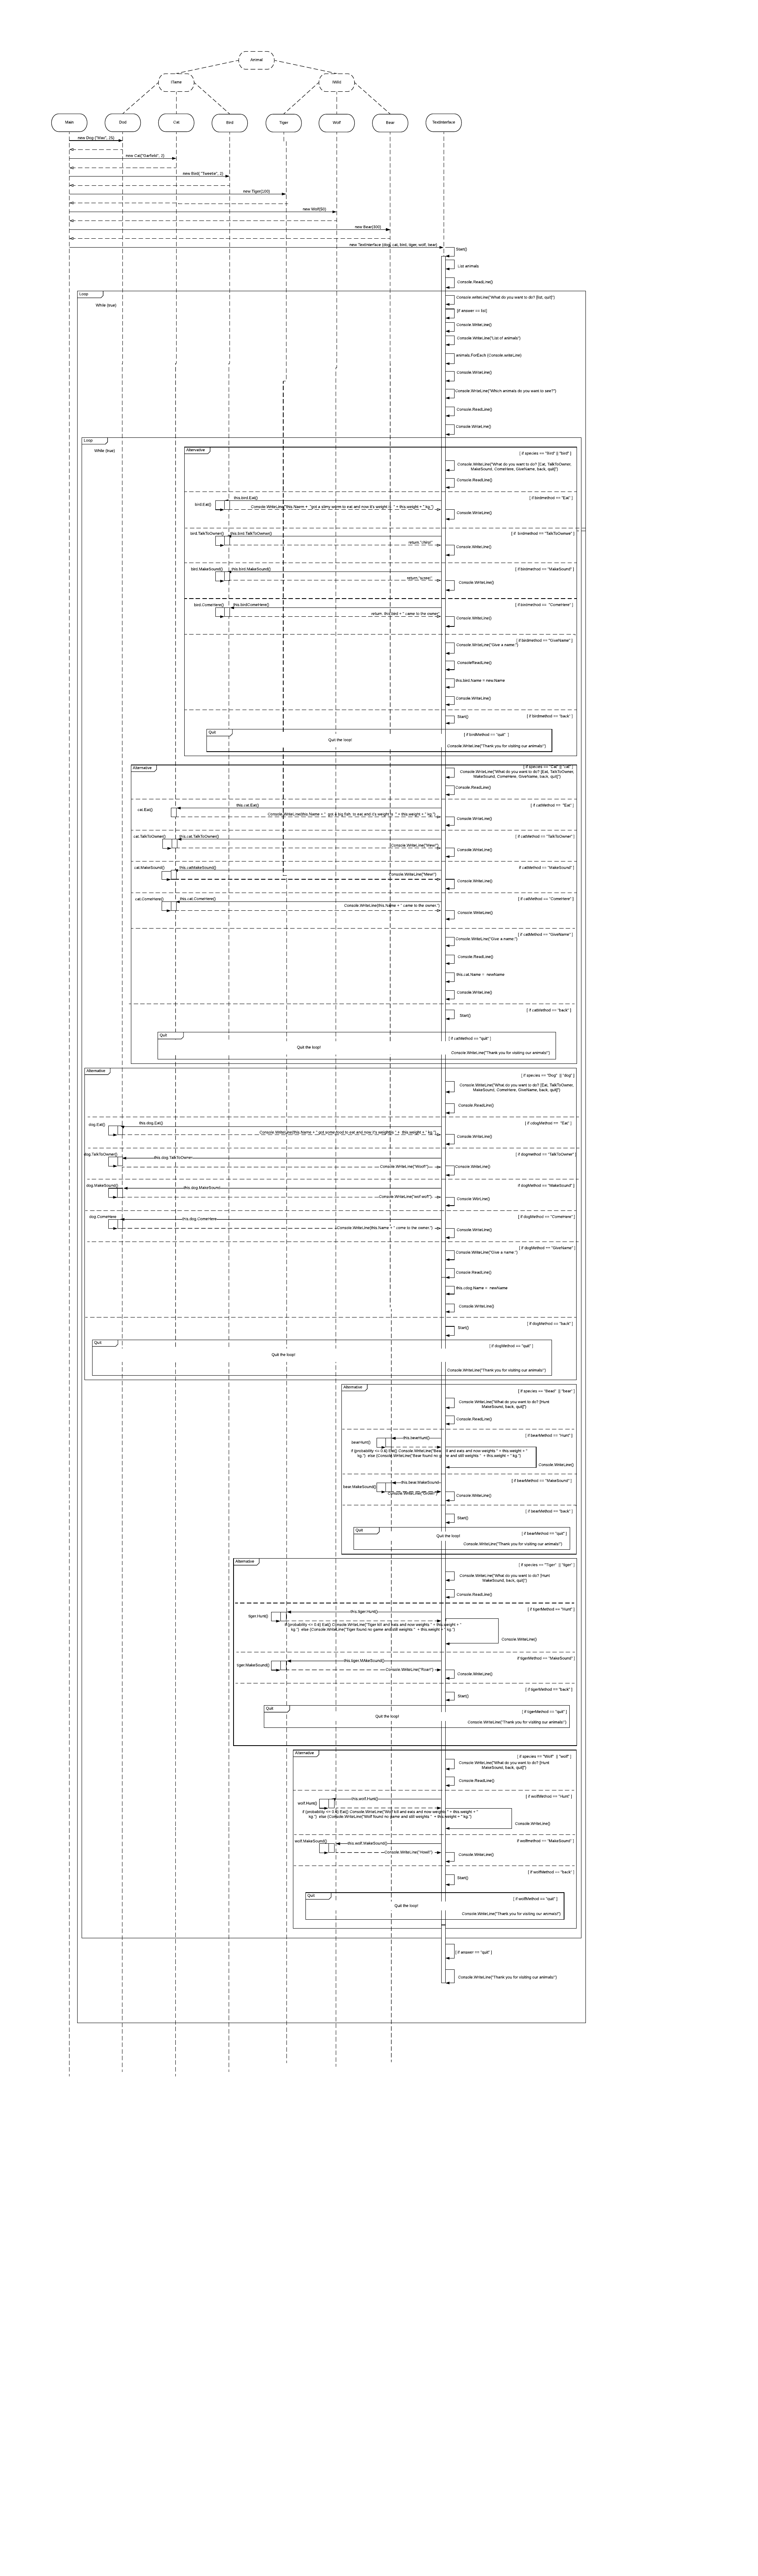 Animal
ITame
IWild
Main
Dod
Cat
Bird
Tiger
Wolf
Bear
TextInterface
new Dog ("Max", 15)
new Cat("Garfield", 2)
new Bird( "Tweetie", 2)
new Tiger(100)
new Wolf(50)
new Bear(300)
new TextInterface (dog, cat, bird, tiger, wolf, bear)
Start()
List animals
Console.ReadLine()
Loop
While (true)
Console writeLine("What do you want to do? [list, quit]")
[if answer == list]
Console.WriteLine()
Console.WriteLine("List of animals")
animals.ForEach (Console.writeLine)
Console.WriteLine()
Console.WriteLine("Which animals do you want to see?")
Console.ReadLine()
Console.WriteLine()
Loop
While (true)
Alternative
[ if species == "Bird" || "bird" ]
Console.WriteLine("What do you want to do? [Eat, TalkToOwner,
MakeSound, ComeHere, GiveName, back, quit]")
Console.ReadLine()
[ if birdmethod == "Eat" ]
this.bird.Eat()
bird.Eat()
Console.WriteLine("this.Naem + "got a slimy worm to eat and now it's weight is " + this.weight + " kg")
Console.WriteLine()
[ if birdmethod == "TalkToOwner" ]
bird.TalkToOwner()
this.bird.TalkToOwner()
return "chirp"
Console.WriteLine()
[ if birdmethod == "MakeSound" ]
bird.MakeSound()
this.bird.MakeSound()
Console.WriteLine()
[ if birdmethod == "ComeHere" ]
bird.ComeHere()
this.birdComeHere()
return this.bird + " came to the owner
Console.WriteLine()
[ if birdmethod == "GiveName" ]
Console.WriteLine("Give a name:")
ConsoleReadLine()
this.bird.Name = new.Name
Console.WriteLine()
Start()
[ if birdmethod == "back" ]
Quit
[ if birdMethod == "quit" ]
Quit the loop!
Console.WriteLine("Thank you for visiting our animals!")
Alternative
[ if species == "Cat" || "cat" ]
Console.WriteLine("What do you want to do? [Eat, TalkToOwner,
MakeSound, ComeHere, GiveName, back, quit]")
Console.ReadLine()
[ if catMethod == "Eat" ]
this.cat.Eat()
cat.Eat()
Console.WriteLine(this.Name + " got a big fish to eat and it's weight is " + this.weight + " kg.")
Console.WriteLine()
[ if catMethod == "TalkToOwner" ]
cat.TalkToOwner()
this.cat.TalkToOwner()
Console.WriteLine("Mew!")
Console.WriteLine()
if catMethod == "MakeSound" ]
cat.MakeSound()
this.catMakeSound()
Console.WriteLine("Mew!")
Console.WriteLine()
[ if catMethod == "ComeHere" ]
cat.ComeHere()
this.cat.ComeHere()
Console.WriteLine(this.Name + " came to the owner.")
Console.WriteLine()
[ if catMethod == "GiveName" ]
Console.WriteLine("Give a name:")
Console.ReadLine()
this.cat.Name = newName
Console.WriteLine()
[ if catMethod == "back" ]
Start()
Quit
[ if catMethod == "quit" ]
Quit the loop!
Console.WriteLine("Thank you for visiting our animals!")
Alternative
[ if species == "Dog" || "dog" ]
Console.WriteLine("What do you want to do? [Eat, TalkToOwner,
MakeSound, ComeHere, GiveName, back, quit]")
Console.ReadLine()
[ if cdogMethod == "Eat" ]
this.dog.Eat()
dog.Eat()
Console.WriteLine(this.Name + " got some food to eat and now it's weight is " + this.weight + " kg.")
Console.WriteLine()
[ if dogmethod == "TalkToOwner" ]
dog.TalkToOwner()
this.dog.TalkToOwner
Console.WriteLine("Woof!")
Console.WriteLine()
if dogMethod == "MakeSound" ]
dog.MakeSound()
this.dog.MakeSound
Console.WriteLine("wof woff")
Console.WriteLine()
[ if dogMethod == "ComeHere" ]
dog.ComeHere
this.dog.ComeHere
Console.WriteLine(this.Name + " came to the owner.")
Console.WriteLine()
[ if dogMethod == "GiveName" ]
Console.WriteLine("Give a name:")
Console.ReadLine()
this.cdog.Name = newName
Console.WriteLine()
[ if dogMethod == "back" ]
Start()
Quit
[ if dogMethod == "quit" ]
Quit the loop!
Console.WriteLine("Thank you for visiting our animals!")
Alternative
[ if species == "Bead" || "bear" ]
Console.WriteLine("What do you want to do? [Hunt
MakeSound, back, quit]")
Console.ReadLine()
[ if bearMethod == "Hunt" ]
this.bearHunt()
bearHunt()
if (probability <= 0.6) Eat() Console.WriteLine("Bear kill and eats and now weights " + this.weight + "
kg.") else (Console.WriteLine("Bear found no game and still weights " + this.weight + " kg.")
Console.WriteLine()
[ if bearMethod == "MakeSound" ]
this.bear.MakeSound
bear.MakeSound()
Console.WriteLine("Growl")
Console.WriteLine()
[ if bearMethod == "back" ]
Start()
Quit
[ if bearMethod == "quit" ]
Quit the loop!
Console.WriteLine("Thank you for visiting our animals!")
Alternative
[ if species == "Tiger" || "tiger" ]
Console.WriteLine("What do you want to do? [Hunt
MakeSound, back, quit]")
Console.ReadLine()
[ if tigerMethod == "Hunt" ]
this.tiger.Hunt()
tiger.Hunt()
if (probability <= 0.6) Eat() Console.WriteLine("Tiger kill and eats and now weights " + this.weight + "
kg.") else (Console.WriteLine("Tiger found no game and still weights " + this.weight + " kg.")
Console.WriteLine()
if tigerMethod == "MakeSound" ]
this.tiger.MAkeSound()
tiger.MakeSound()
Console.WriteLine("Roar!")
Console.WriteLine()
[ if tigerMethod == "back" ]
Start()
Quit
[ if tigerMethod == "quit" ]
Quit the loop!
Console.WriteLine("Thank you for visiting our animals!")
Alternative
[ if species == "Wolf" || "wolf" ]
Console.WriteLine("What do you want to do? [Hunt
MakeSound, back, quit]")
Console.ReadLine()
[ if wolfMethod == "Hunt" ]
this.wolf.Hunt()
wolf.Hunt()
if (probability <= 0.6) Eat() Console.WriteLine("Wolf kill and eats and now weights " + this.weight + "
kg.") else (Console.WriteLine("Wolf found no game and still weights " + this.weight + " kg.")
Console.WriteLine()
if wolfmethod == "MakeSound" ]
wolf.MakeSound()
this.wolf.MakeSound()
Console.WriteLine("Howl")
Console.WriteLine()
[ if wolfMethod == "back" ]
Start()
Quit
[ if wolfMethod == "quit" ]
Quit the loop!
Console.WriteLine("Thank you for visiting our animals!")
[ if answer == "quit" ]
Console.WriteLine("Thank you for visiting our animals")